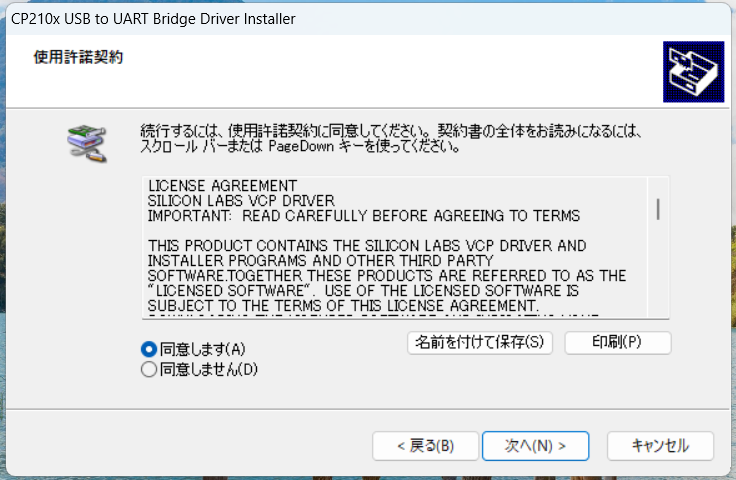 CP210x USB to UART Bridge Driver Installer
使用許諾契約
続行するには、使用許諾契約に同意してください。契約書の全体をお読みになるには、
スクロール バーまたは PageDown キーを使ってください。
LICENSE AGREEMENT
SILICON LABS VCP DRIVER
IMPORTANT:  READ CAREFULLY BEFORE AGREEING TO TERMS
THIS PRODUCT CONTAINS THE SILICON LABS VCP DRIVER AND
INSTALLER PROGRAMS AND OTHER THIRD PARTY
SOFTWARE.TOGETHER THESE PRODUCTS ARE REFERRED TO AS THE
"LICENSED SOFTWARE".  USE OF THE LICENSED SOFTWARE IS
SUBJECT TO THE TERMS OF THIS LICENSE AGREEMENT.
同意します(A)
名前を付けて保存(S)
印刷(P)
同意しません(D)
< 戻る(B)
次へ(N) >
キャンセル